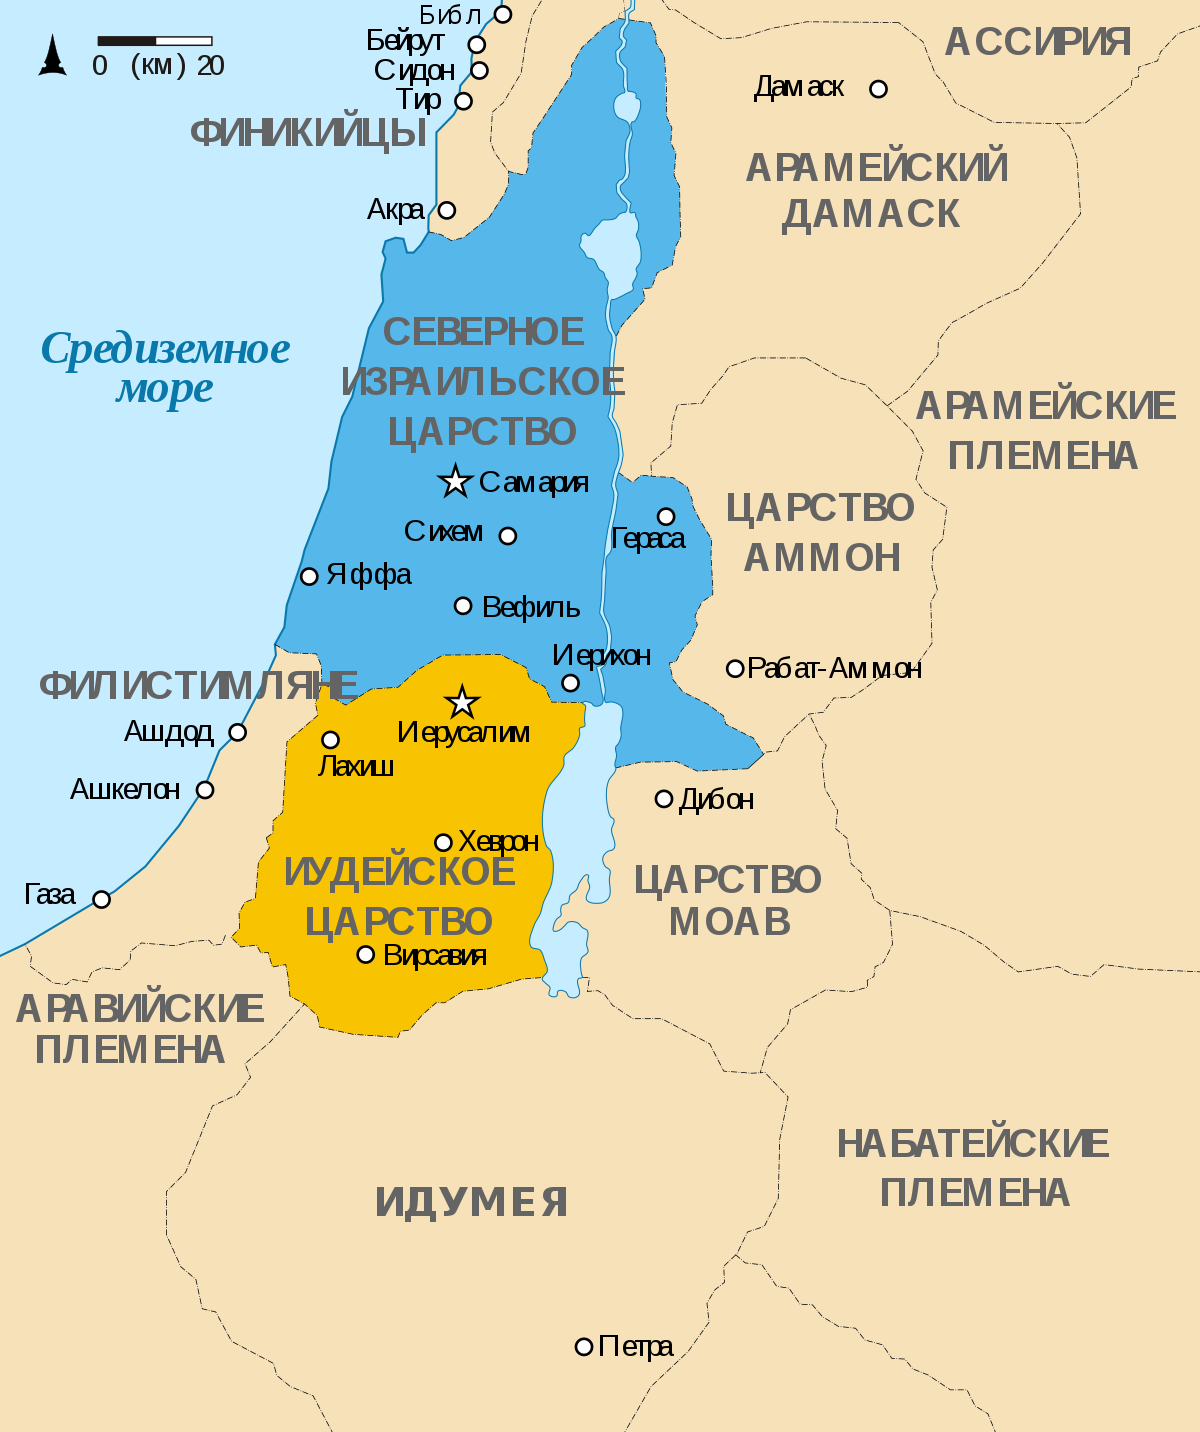 Библ
Бейрут
Сидон
Тир
0 (км) 20
ФИНИКИЙЦЫ
АССИРИЯ
Дамаск
АРАМЕЙСКИЙ
ДАМАСК
Акра
Средиземное
море
СЕВЕРНОЕ
ИЗРАИЛЬСКОЕ
ЦАРСТВО
АРАМЕЙСКИЕ
ПЛЕМЕНА
Самария
Сихем
Гераса
ЦАРСТВО
АММОН
Яффа
Вефиль
Иерихон
Рабат-Аммон
ФИЛИСТИМЛЯНЕ
Ашдод
Иерусалим
Лахиш
Ашкелон
Дибон
Хеврон
ИУДЕЙСКОЕ
ЦАРСТВО
ЦАРСТВО
МОАВ
Газа
Вирсавия
АРАВИЙСКИЕ
ПЛЕМЕНА
НАБАТЕЙСКИЕ
ПЛЕМЕНА
ИДУМЕЯ
Петра